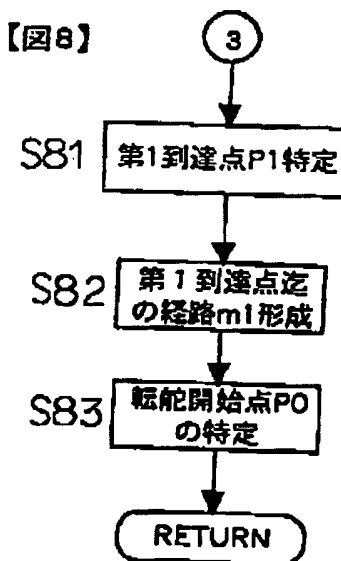 【図8】
3
S81
第1到達点P1特定
S82
第1到達点迄
の経路m1形成
S83
転舵開始点P0
の特定
RETURN